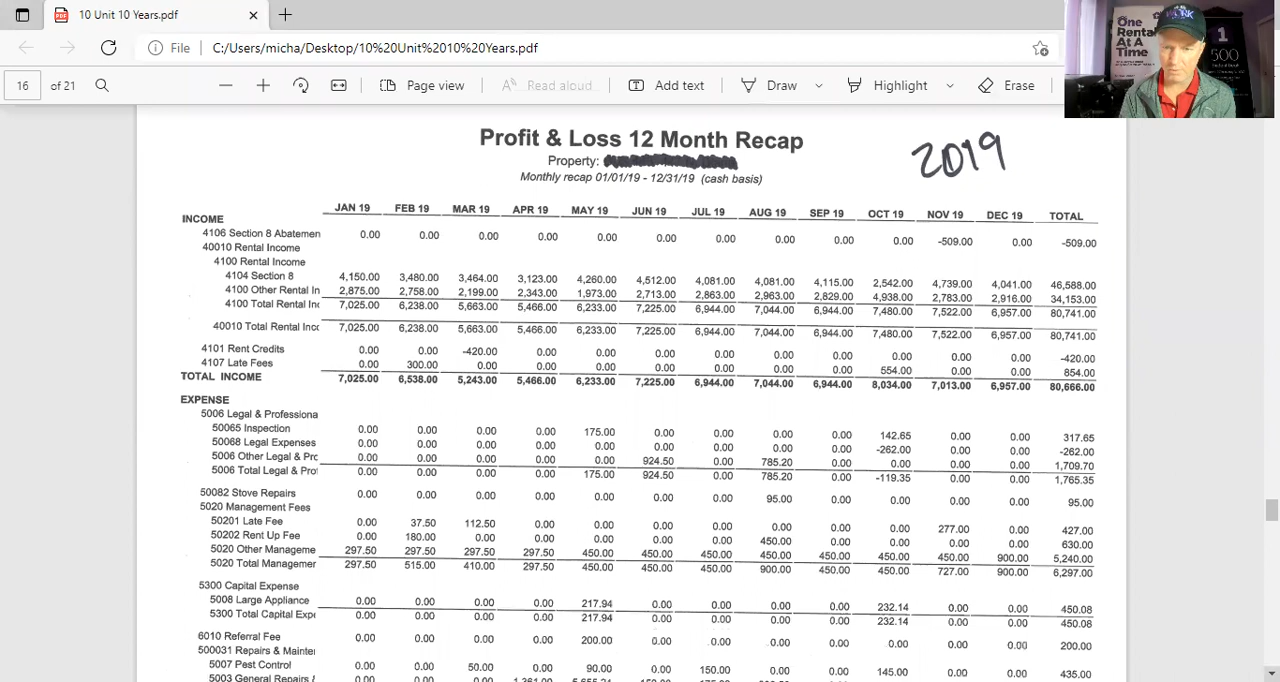 10 Unit 10 Years.pdf
File C:/Users/micha/Desktop/10%20Unit%2010%20Years.pdf
16 of 21 Page view Read aloud Add text Draw Highlight Erase
One
Rental
At A
Time
1
500
Profit & Loss 12 Month Recap
2019
Property:
Monthly recap 01/01/19 - 12/31/19 (cash basis)
JAN 19 FEB 19 MAR 19 APR 19 MAY 19 JUN 19 JUL 19 AUG 19 SEP 19 OCT 19 NOV 19 DEC 19 TOTAL
INCOME
4106 Section 8 Abatemen 0.00 0.00 0.00 0.00 0.00 0.00 0.00 0.00 0.00 0.00 -509.00 0.00 -509.00
40010 Rental Income
4100 Rental Income
4104 Section 8 4,150.00 3,480.00 3,464.00 3,123.00 4,260.00 4,512.00 4,081.00 4,081.00 4,115.00 2,542.00 4,739.00 4,041.00 46,588.00
4100 Other Rental In 2,875.00 2,758.00 2,199.00 2,343.00 1,973.00 2,713.00 2,863.00 2,963.00 2,829.00 4,938.00 2,783.00 2,916.00 34,153.00
4100 Total Rental Inc 7,025.00 6,238.00 5,663.00 5,466.00 6,233.00 7,225.00 6,944.00 7,044.00 6,944.00 7,480.00 7,522.00 6,957.00 80,741.00
40010 Total Rental Inco 7,025.00 6,238.00 5,663.00 5,466.00 6,233.00 7,225.00 6,944.00 7,044.00 6,944.00 7,480.00 7,522.00 6,957.00 80,741.00
4101 Rent Credits 0.00 0.00 -420.00 0.00 0.00 0.00 0.00 0.00 0.00 0.00 0.00 0.00 -420.00
4107 Late Fees 0.00 300.00 0.00 0.00 0.00 0.00 0.00 0.00 0.00 554.00 0.00 0.00 854.00
TOTAL INCOME 7,025.00 6,538.00 5,243.00 5,466.00 6,233.00 7,225.00 6,944.00 7,044.00 6,944.00 8,034.00 7,013.00 6,957.00 80,666.00
EXPENSE
5006 Legal & Professiona
50065 Inspection 0.00 0.00 0.00 0.00 175.00 0.00 0.00 0.00 0.00 142.65 0.00 0.00 317.65
50068 Legal Expenses 0.00 0.00 0.00 0.00 0.00 0.00 0.00 0.00 0.00 -262.00 0.00 0.00 -262.00
5006 Other Legal & Prc 0.00 0.00 0.00 0.00 0.00 924.50 0.00 785.20 0.00 0.00 0.00 0.00 1,709.70
5006 Total Legal & Prof 0.00 0.00 0.00 0.00 175.00 924.50 0.00 785.20 0.00 -119.35 0.00 0.00 1,765.35
50082 Stove Repairs 0.00 0.00 0.00 0.00 0.00 0.00 0.00 95.00 0.00 0.00 0.00 0.00 95.00
5020 Management Fees
50201 Late Fee 0.00 37.50 112.50 0.00 0.00 0.00 0.00 0.00 0.00 0.00 277.00 0.00 427.00
50202 Rent Up Fee 0.00 180.00 0.00 0.00 0.00 0.00 0.00 450.00 0.00 0.00 0.00 0.00 630.00
5020 Other Manageme 297.50 297.50 297.50 297.50 450.00 450.00 450.00 450.00 450.00 450.00 450.00 900.00 5,240.00
5020 Total Managemer 297.50 515.00 410.00 297.50 450.00 450.00 450.00 900.00 450.00 450.00 727.00 900.00 6,297.00
5300 Capital Expense
5008 Large Appliance 0.00 0.00 0.00 0.00 217.94 0.00 0.00 0.00 0.00 232.14 0.00 0.00 450.08
5300 Total Capital Expe 0.00 0.00 0.00 0.00 217.94 0.00 0.00 0.00 0.00 232.14 0.00 0.00 450.08
6010 Referral Fee 0.00 0.00 0.00 0.00 200.00 0.00 0.00 0.00 0.00 0.00 0.00 0.00 200.00
500031 Repairs & Mainter
5007 Pest Control 0.00 0.00 50.00 0.00 90.00 0.00 150.00 0.00 0.00 145.00 0.00 0.00 435.00
5003 General Repairs